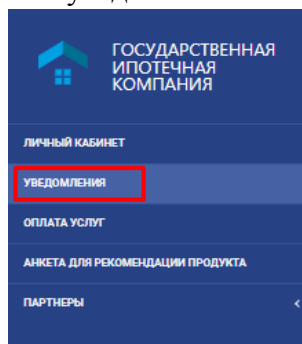 ГОСУДАРСТВЕННАЯ
ИПОТЕЧНАЯ
КОМПАНИЯ
ЛИЧНЫЙ КАБИНЕТ
УВЕДОМЛЕНИЯ
ОПЛАТА УСЛУГ
АНКЕТА ДЛЯ РЕКОМЕНДАЦИИ ПРОДУКТА
ПАРТНЕРЫ